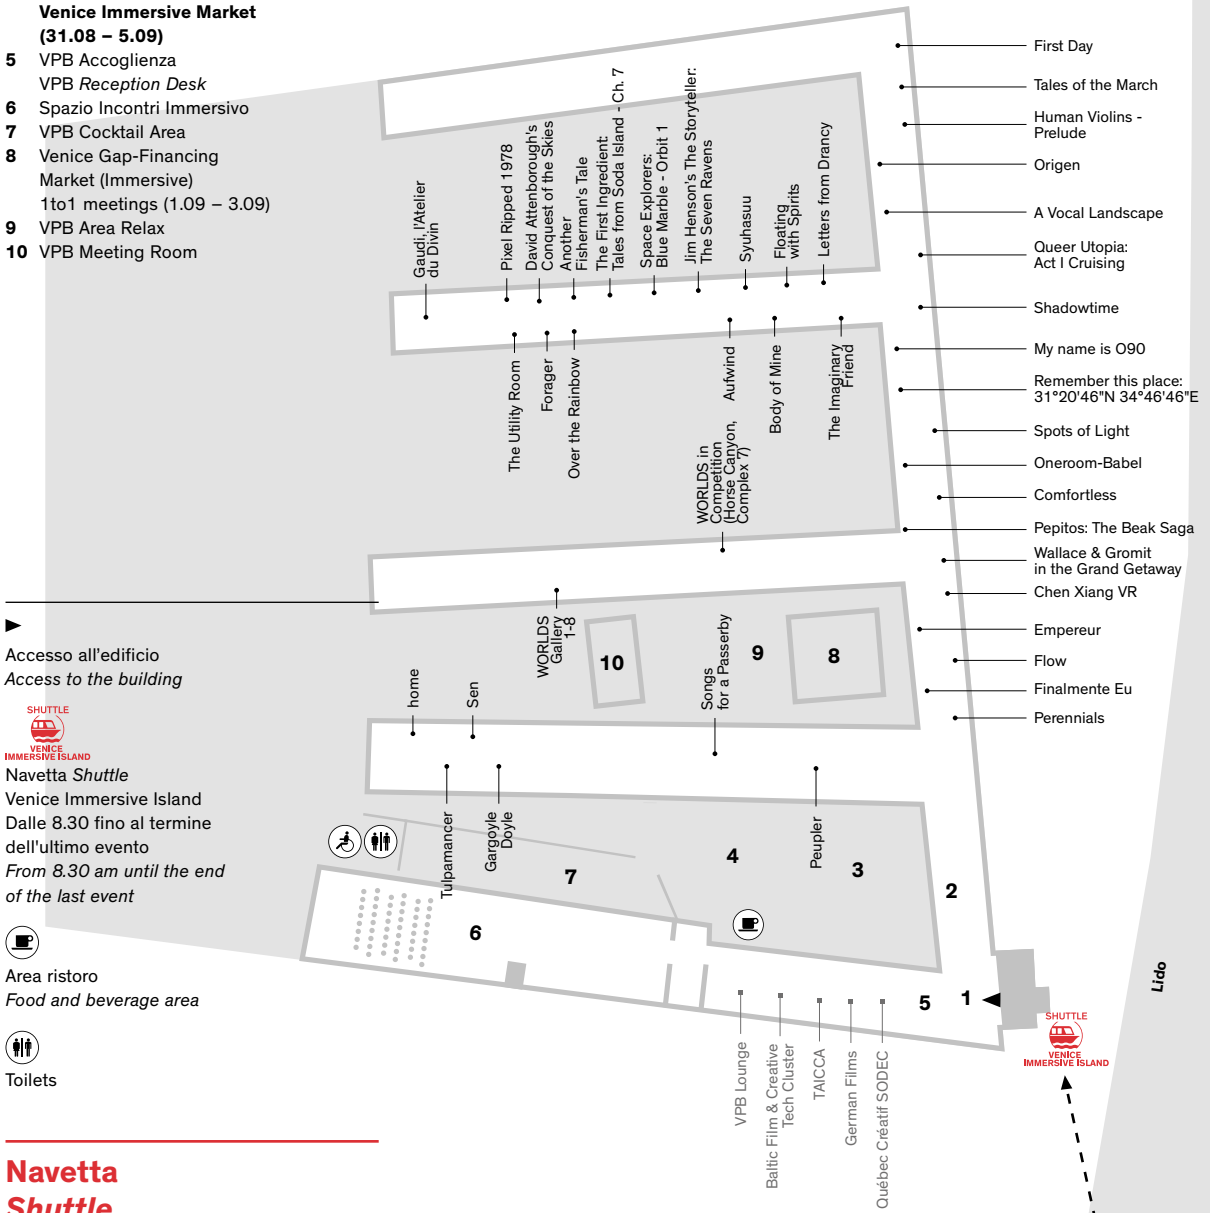 Venice Immersive Market
(31.08 – 5.09)
5 VPB Accoglienza
VPB Reception Desk
6 Spazio Incontri Immersivo
7 VPB Cocktail Area
8 Venice Gap-Financing
Market (Immersive)
1to1 meetings (1.09 – 3.09)
9 VPB Area Relax
10 VPB Meeting Room
Accesso all'edificio
Access to the building
SHUTTLE
VENICE
IMMERSIVE ISLAND
Navetta Shuttle
Venice Immersive Island
Dalle 8.30 fino al termine
dell'ultimo evento
From 8.30 am until the end
of the last event
Area ristoro
Food and beverage area
Toilets
Navetta
Shuttle
Gaudi, l'Atelier
du Divin
Pixel Ripped 1978
David Attenborough's
Conquest of the Skies
Another
Fisherman's Tale
The First Ingredient:
Tales from Soda Island - Ch. 7
Space Explorers:
Blue Marble - Orbit 1
Jim Henson's The Storyteller:
The Seven Ravens
Syuhasuu
Floating
with Spirits
Letters from Drancy
The Utility Room
Forager
Over the Rainbow
Aufwind
Body of Mine
The Imaginary
Friend
WORLDS in
Competition
(Horse Canyon,
Complex 7)
WORLDS
Gallery
1-8
10
9
8
home
Sen
Songs
for a Passerby
Tulpamancer
Gargoyle
Doyle
Peupler
7
4
3
2
6
5
1
VPB Lounge
Baltic Film & Creative
Tech Cluster
TAICCA
German Films
Québec Créatif SODEC
First Day
Tales of the March
Human Violins -
Prelude
Origen
A Vocal Landscape
Queer Utopia:
Act I Cruising
Shadowtime
My name is O90
Remember this place:
31°20'46"N 34°46'46"E
Spots of Light
Oneroom-Babel
Comfortless
Pepitos: The Beak Saga
Wallace & Gromit
in the Grand Getaway
Chen Xiang VR
Empereur
Flow
Finalmente Eu
Perennials
Lido
SHUTTLE
VENICE
IMMERSIVE ISLAND